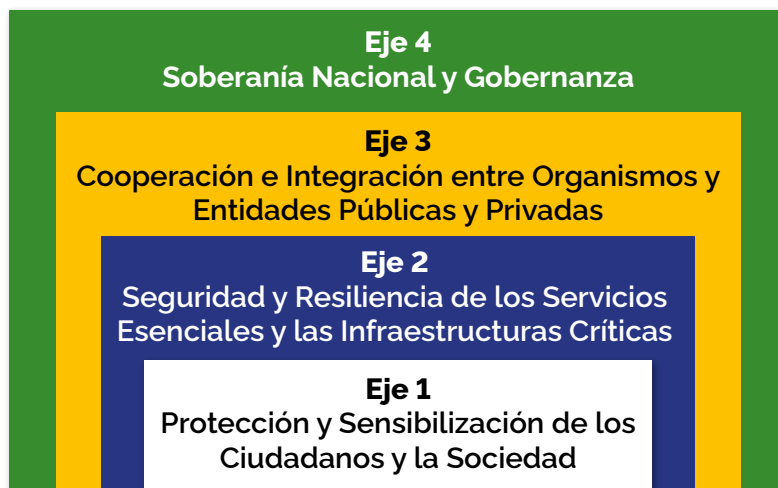 Eje 4
Soberanía Nacional y Gobernanza
Eje 3
Cooperación e Integración entre Organismos y
Entidades Públicas y Privadas
Eje 2
Seguridad y Resiliencia de los Servicios
Esenciales y las Infraestructuras Críticas
Eje 1
Protección y Sensibilización de los
Ciudadanos y la Sociedad